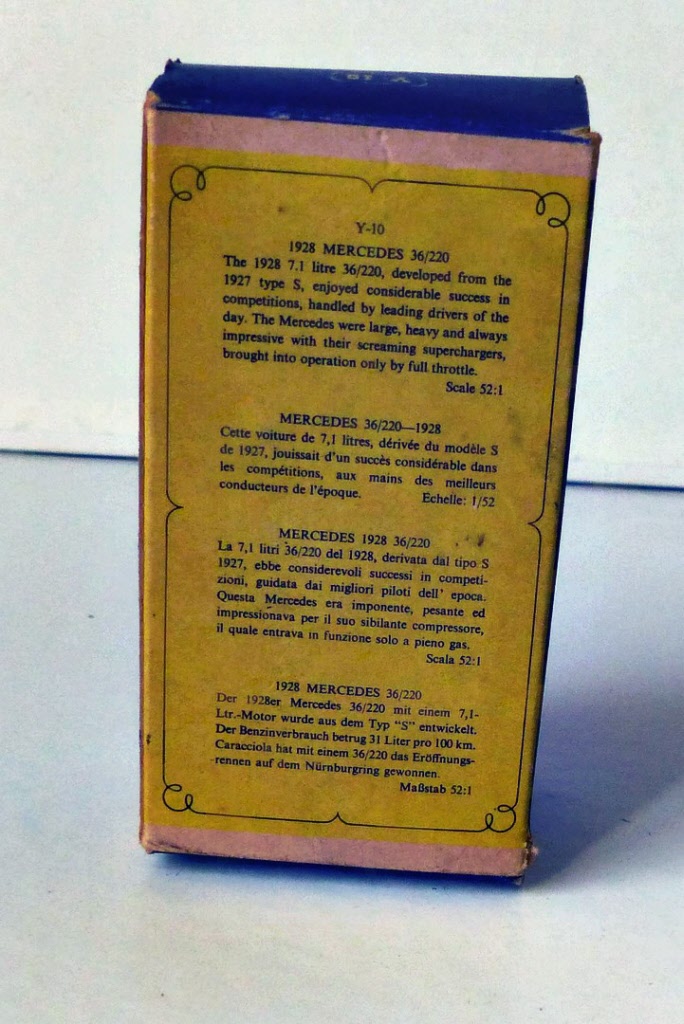 Y-10
1928 MERCEDES 36/220
The 1928 7.1 litre 36/220, developed from the
1927 type S, enjoyed considerable success in
competitions, handled by leading drivers of the
day. The Mercedes were large, heavy and always
impressive with their screaming superchargers,
brought into operation only by full throttle.
Scale 52:1
MERCEDES 36/220—1928
Cette voiture de 7,1 litres, dérivée du modèle S
de 1927, jouissait d'un succès considérable dans
les compétitions, aux mains des meilleurs
conducteurs de l'époque. Echelle: 1/52
MERCEDES 1928 36/220
La 7,1 litri 36/220 del 1928, derivata dal tipo S
1927, ebbe considerevoli successi in competi-
zioni, guidata dai migliori piloti dell' epoca.
Questa Mercedes era imponente, pesante ed
impressionava per il suo sibilante compressore,
il quale entrava in funzione solo a pieno gas.
Scala 52:1
1928 MERCEDES 36/220
Der 1928er Mercedes 36/220 mit einem 7,1-
Ltr.-Motor wurde aus dem Typ "S" entwickelt.
Der Benzinverbrauch betrug 31 Liter pro 100 km.
Caracciola hat mit einem 36/220 das Eröffnungs-
rennen auf dem Nürnburgring gewonnen.
Maßstab 52:1